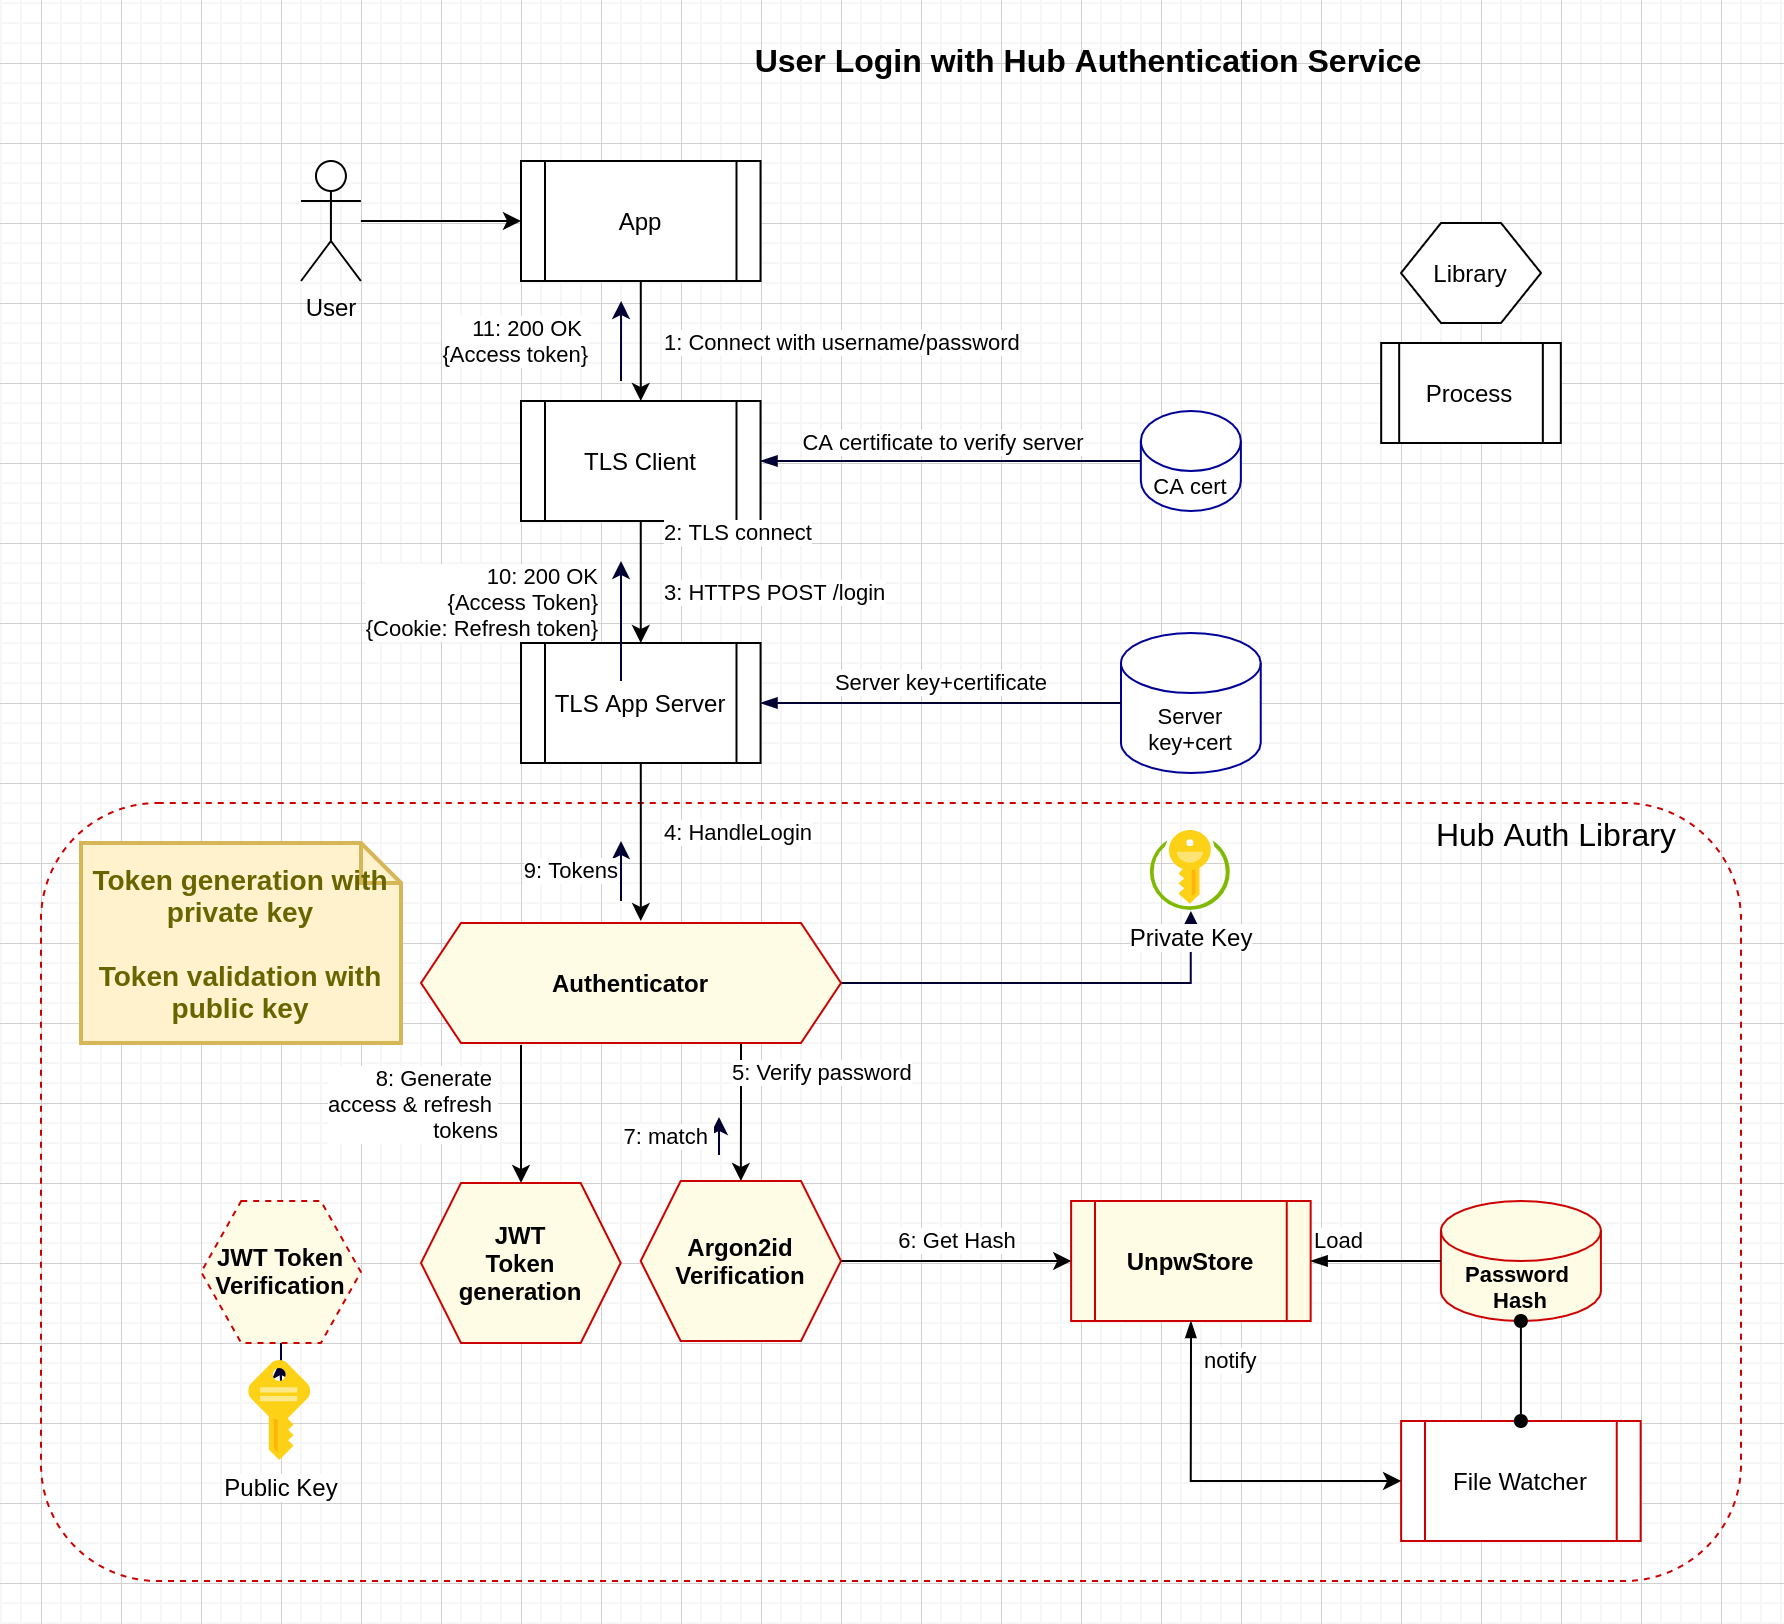 User Login with Hub Authentication Service
App
User
Library
11: 200 OK
{Access token}
1: Connect with username/password
Process
CA certificate to verify server
TLS Client
CA cert
2: TLS connect
10: 200 OK
{Access Token}
{Cookie: Refresh token}
3: HTTPS POST /login
Server key+certificate
TLS App Server
Server
key+cert
Hub Auth Library
4: HandleLogin
9: Tokens
Token generation with
private key
Token validation with
public key
Private Key
Authenticator
8: Generate
access & refresh
tokens
5: Verify password
7: match
JWT Token
Verification
JWT
Token
generation
Argon2id
Verification
6: Get Hash
UnpwStore
Load
Password
Hash
notify
Public Key
File Watcher